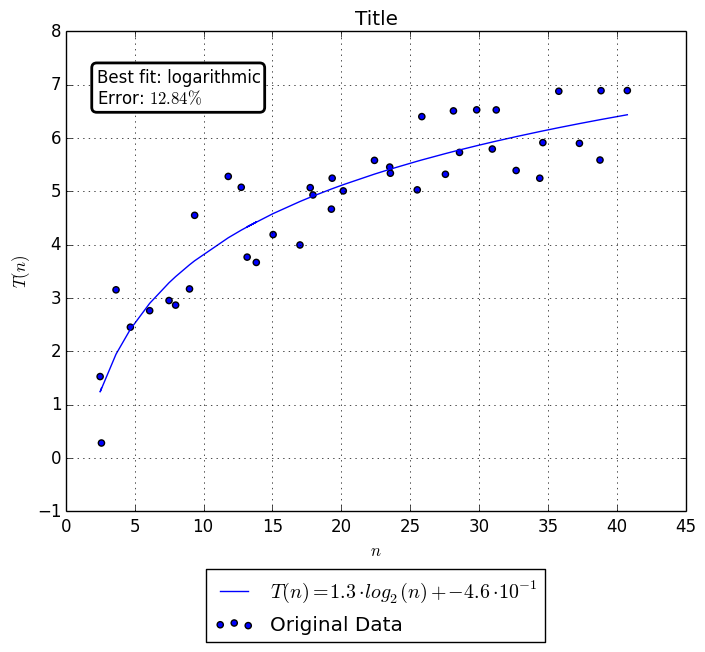 Title
Best fit: logarithmic
Error: 12.84%
8
7
6
5
4
3
2
1
0
−1
T(n)
0 5 10 15 20 25 30 35 40 45
n
T(n)=1.3·log₂(n)+−4.6·10⁻¹
Original Data